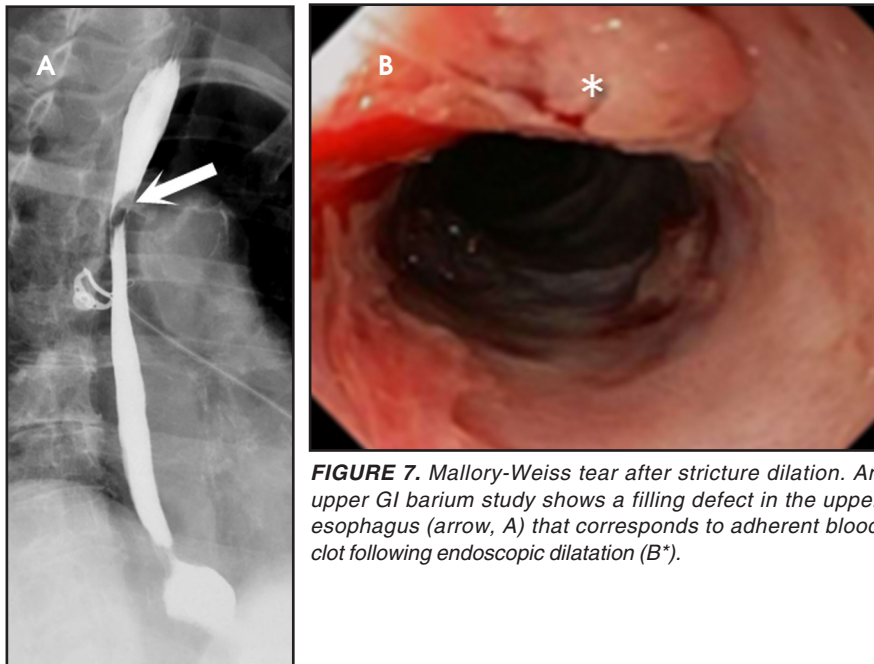 A
B
*
FIGURE 7. Mallory-Weiss tear after stricture dilation. An
upper GI barium study shows a filling defect in the upper
esophagus (arrow, A) that corresponds to adherent blood
clot following endoscopic dilatation (B*).